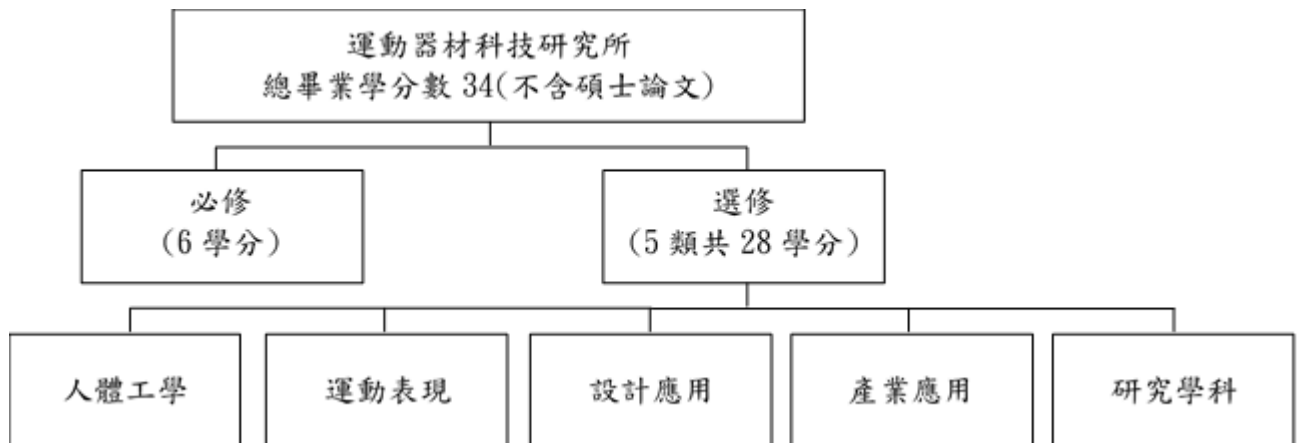 運動器材科技研究所
總畢業學分數 34(不含碩士論文)
必修
(6 學分)
選修
(5 類共 28 學分)
人體工學
運動表現
設計應用
產業應用
研究學科